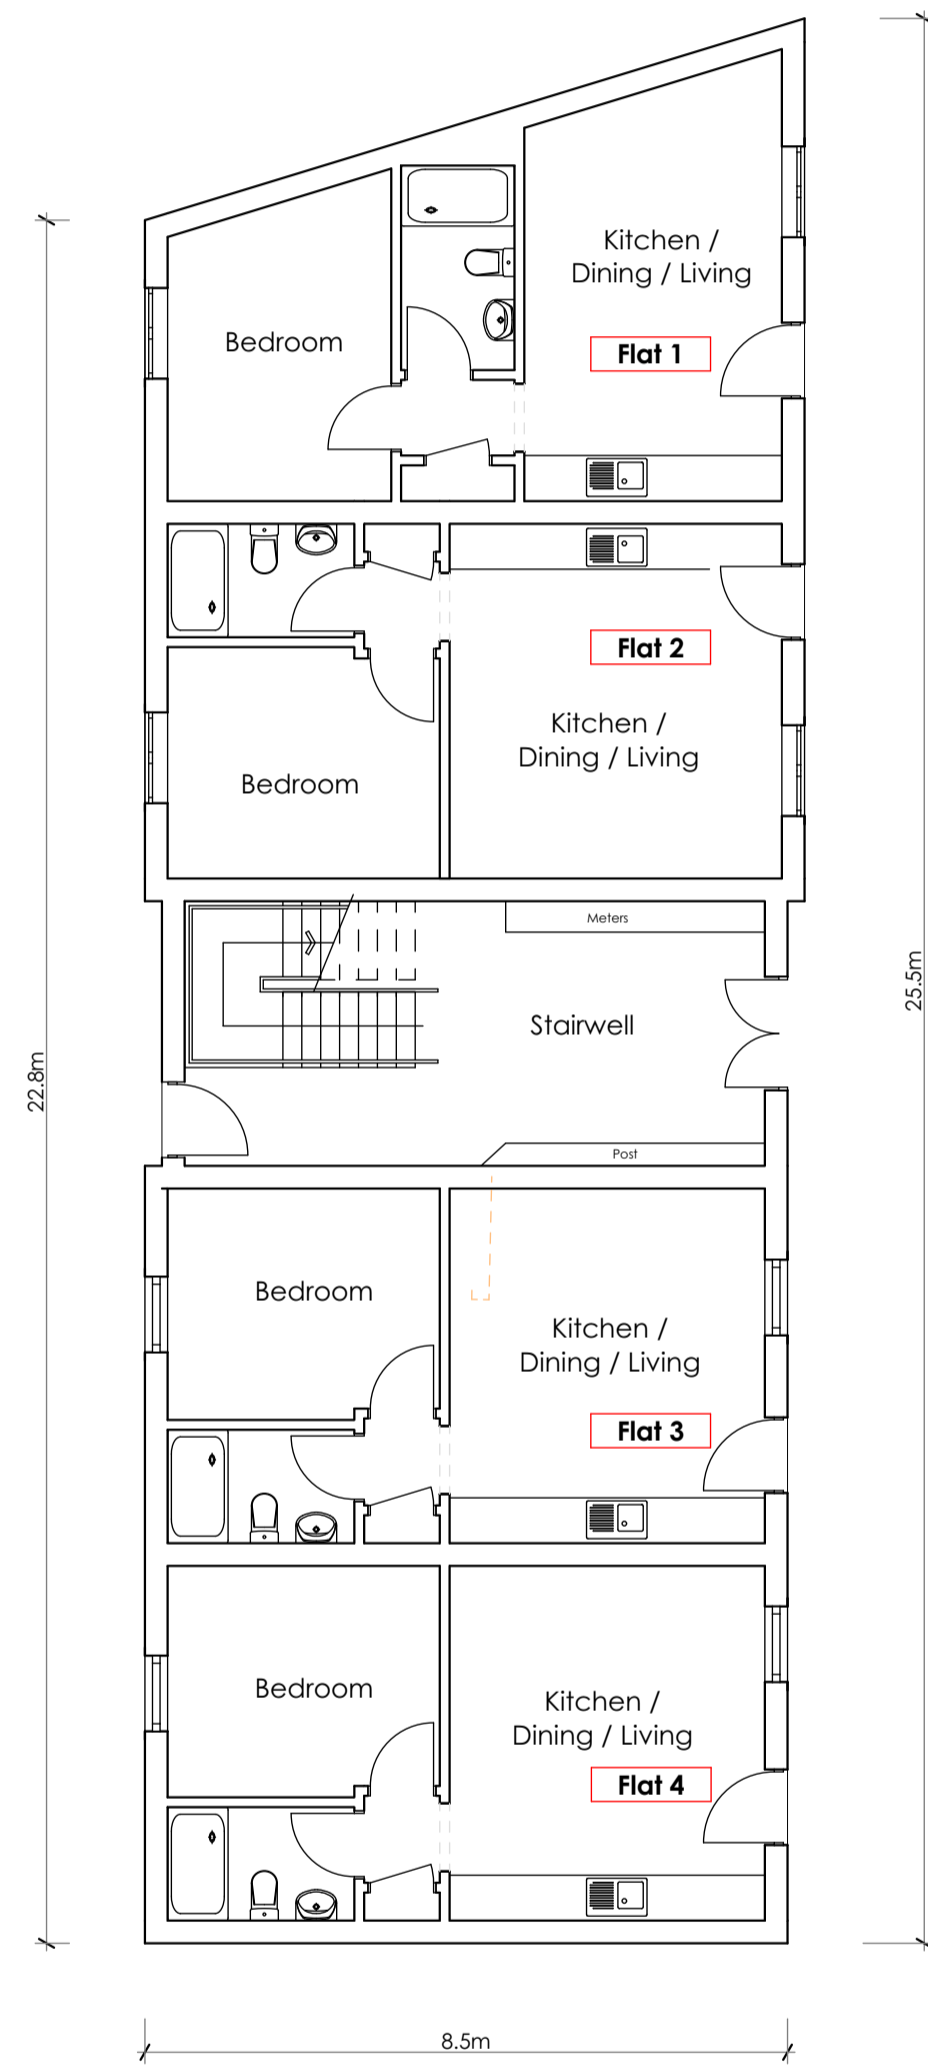 Kitchen /
Dining / Living
Bedroom
Flat 1
Flat 2
Kitchen /
Dining / Living
Bedroom
Meters
25.5m
Stairwell
22.8m
Post
Bedroom
Kitchen /
Dining / Living
Flat 3
Bedroom
Kitchen /
Dining / Living
Flat 4
8.5m